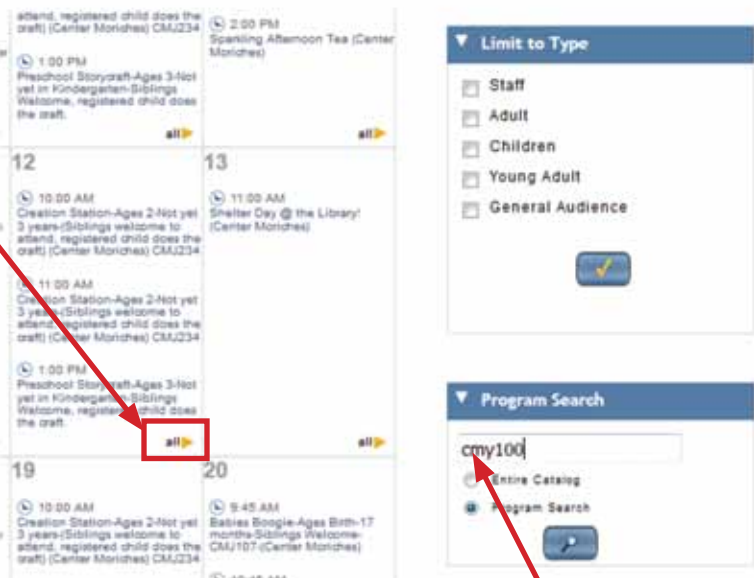 attend, registered child does the
craft) (Center Moriches) CMJ234
1:00 PM
Preschool Storycraft-Ages 3-Not
yet in Kindergarten-Siblings
Welcome, registered child does
the craft.
all
2:00 PM
Sparkling Afternoon Tea (Center
Moriches)
all
12
10:00 AM
Creation Station-Ages 2-Not yet
3 years-(Siblings welcome to
attend, registered child does the
craft) (Center Moriches) CMJ234
11:00 AM
Creation Station-Ages 2-Not yet
3 years-(Siblings welcome to
attend, registered child does the
craft) (Center Moriches) CMJ234
1:00 PM
Preschool Storycraft-Ages 3-Not
yet in Kindergarten-Siblings
Welcome, registered child does
the craft.
all
13
11:00 AM
Shelter Day @ the Library!
(Center Moriches)
all
19
10:00 AM
Creation Station-Ages 2-Not yet
3 years-(Siblings welcome to
attend, registered child does the
craft) (Center Moriches) CMJ234
20
9:45 AM
Babies Boogie-Ages Birth-17
months-Siblings Welcome-
CMJ107 (Center Moriches)
Limit to Type
Staff
Adult
Children
Young Adult
General Audience
Program Search
cmy100
Entire Catalog
Program Search